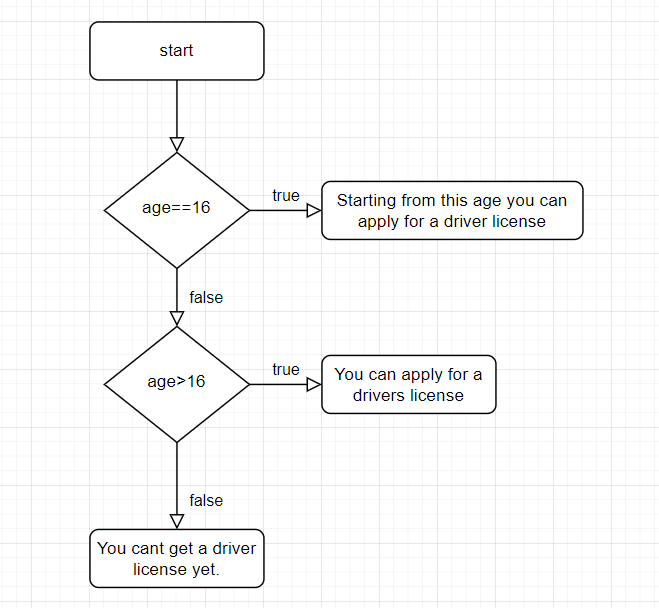 start
age==16
true
Starting from this age you can
apply for a driver license
false
age>16
true
You can apply for a
drivers license
false
You cant get a driver
license yet.